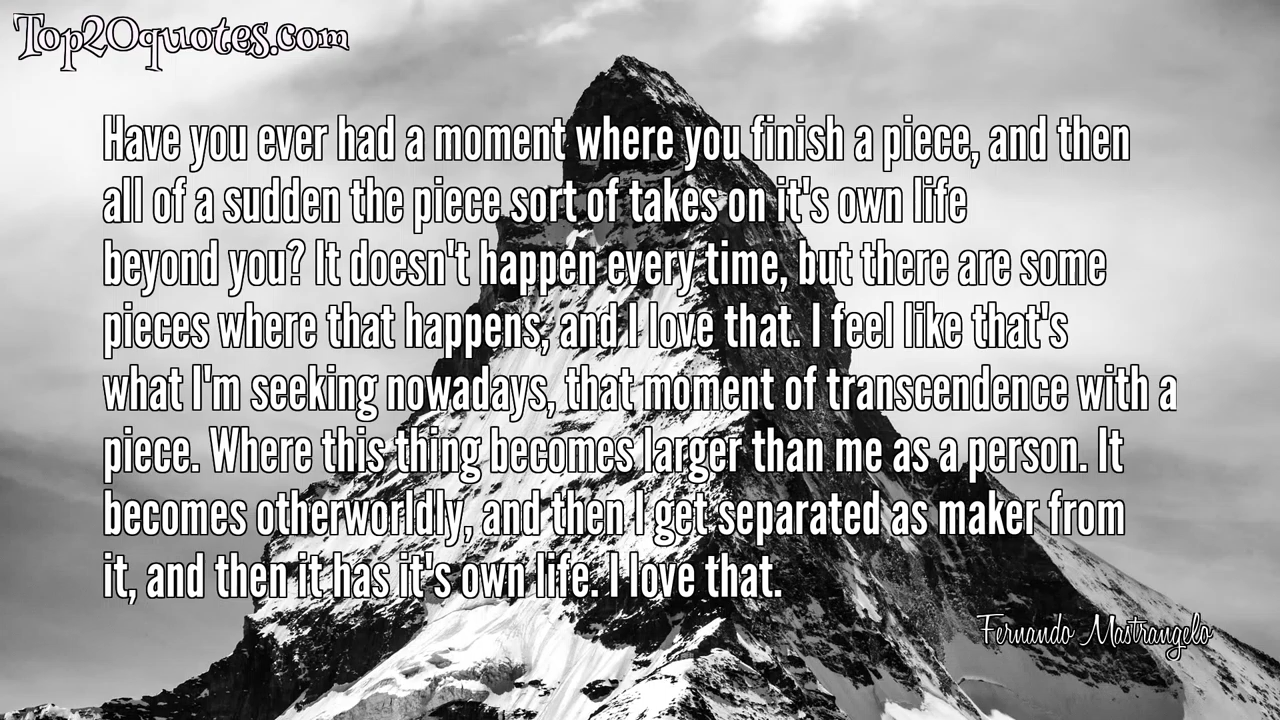 Top20quotes.com
Have you ever had a moment where you finish a piece, and then
all of a sudden the piece sort of takes on it's own life
beyond you? It doesn't happen every time, but there are some
pieces where that happens, and I love that. I feel like that's
what I'm seeking nowadays, that moment of transcendence with a
piece. Where this thing becomes larger than me as a person. It
becomes otherworldly, and then I get separated as maker from
it, and then it has it's own life. I love that.
Fernando Mastrangelo